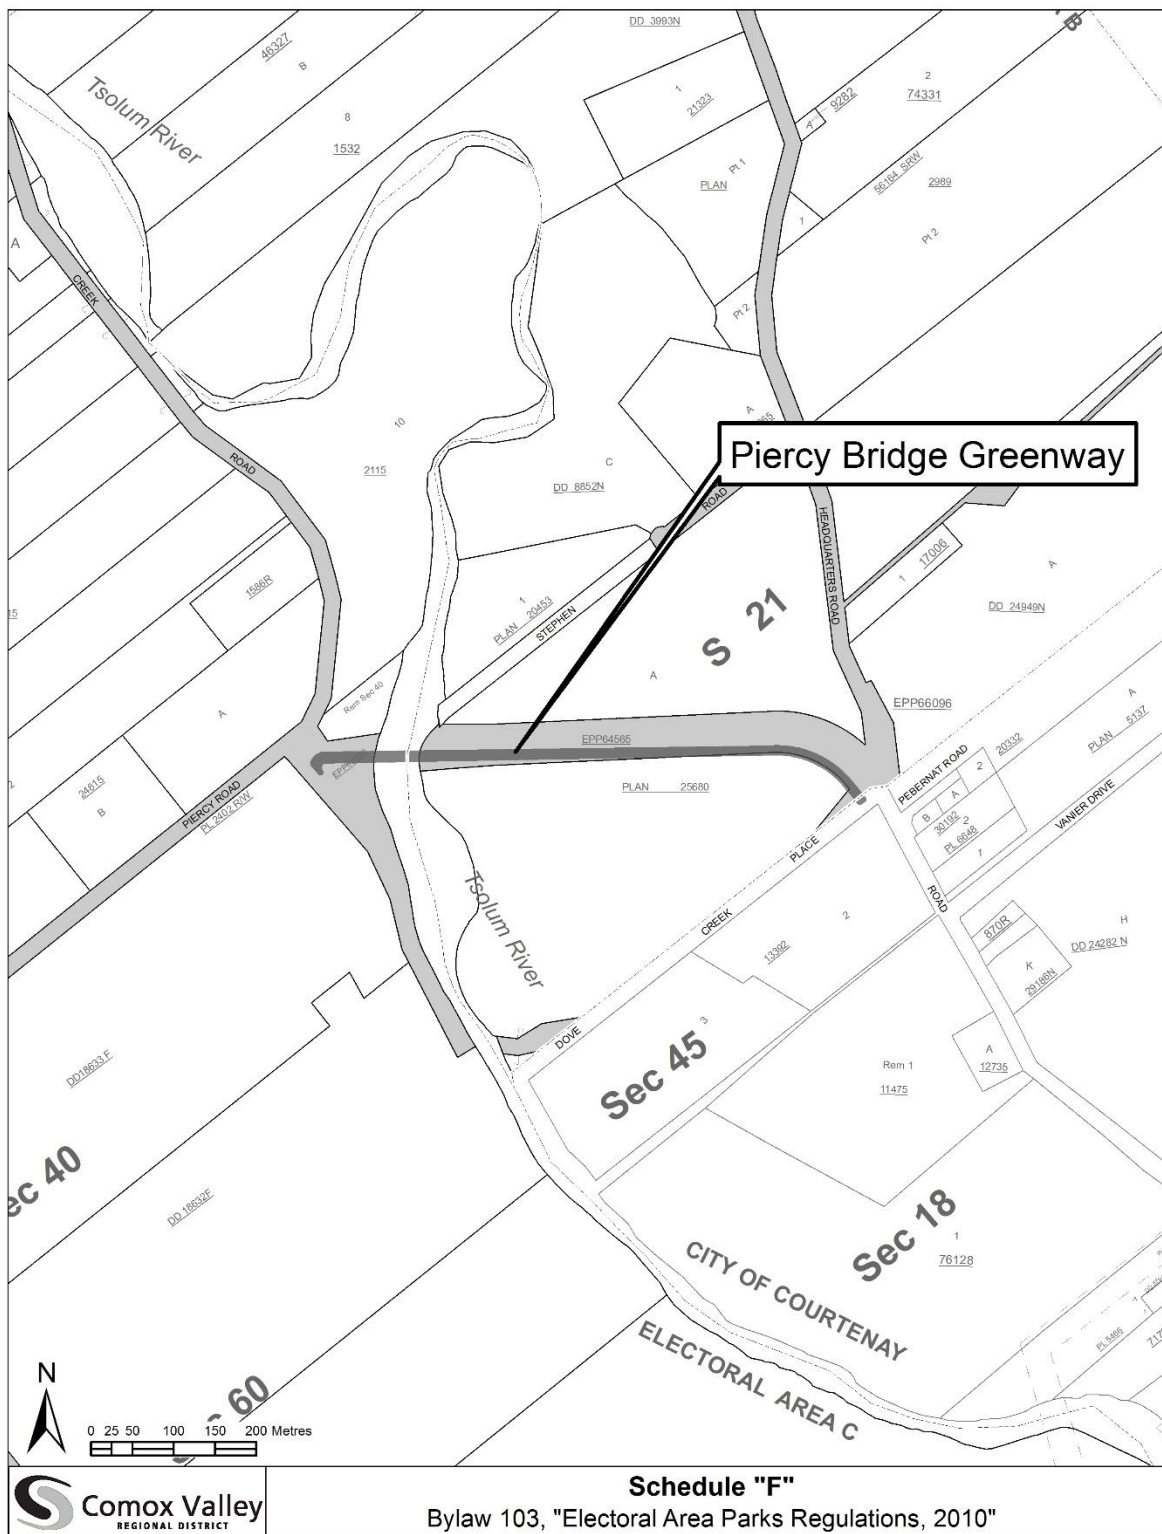 DD 3993N
46327
B
Tsolum River
8
1532
1
21323
2
74331
9282
A
Pt 1
PLAN
56164 SRW
2989
1
Pt 2
A
CREEK
Pt 2
10
2115
ROAD
A
Piercy Bridge Greenway
C
DD 8852N
ROAD
HEADQUARTERS ROAD
1
17006
A
1586R
1
PLAN 20453
STEPHEN
S 21
DD 24949N
15
Rem Sec 40
A
A
EPP66096
A
PLAN 5137
EPP64565
20332
PEBERNAT ROAD
2
24815
B
2
PIERCY ROAD
PL 2402 R/W
PLAN 25680
A
B
30192
2
PL 6648
1
VANIER DRIVE
PLACE
Tsolum River
CREEK
2
13392
ROAD
870R
H
DD 24282 N
K
29186N
DOVE
3
Sec 45
A
12735
Rem 1
11475
DD18633 F
ec 40
DD 18632F
Sec 18
1
76128
CITY OF COURTENAY
ELECTORAL AREA C
PL 5466
60
N
0 25 50 100 150 200 Metres
Comox Valley
REGIONAL DISTRICT
Schedule "F"
Bylaw 103, "Electoral Area Parks Regulations, 2010"